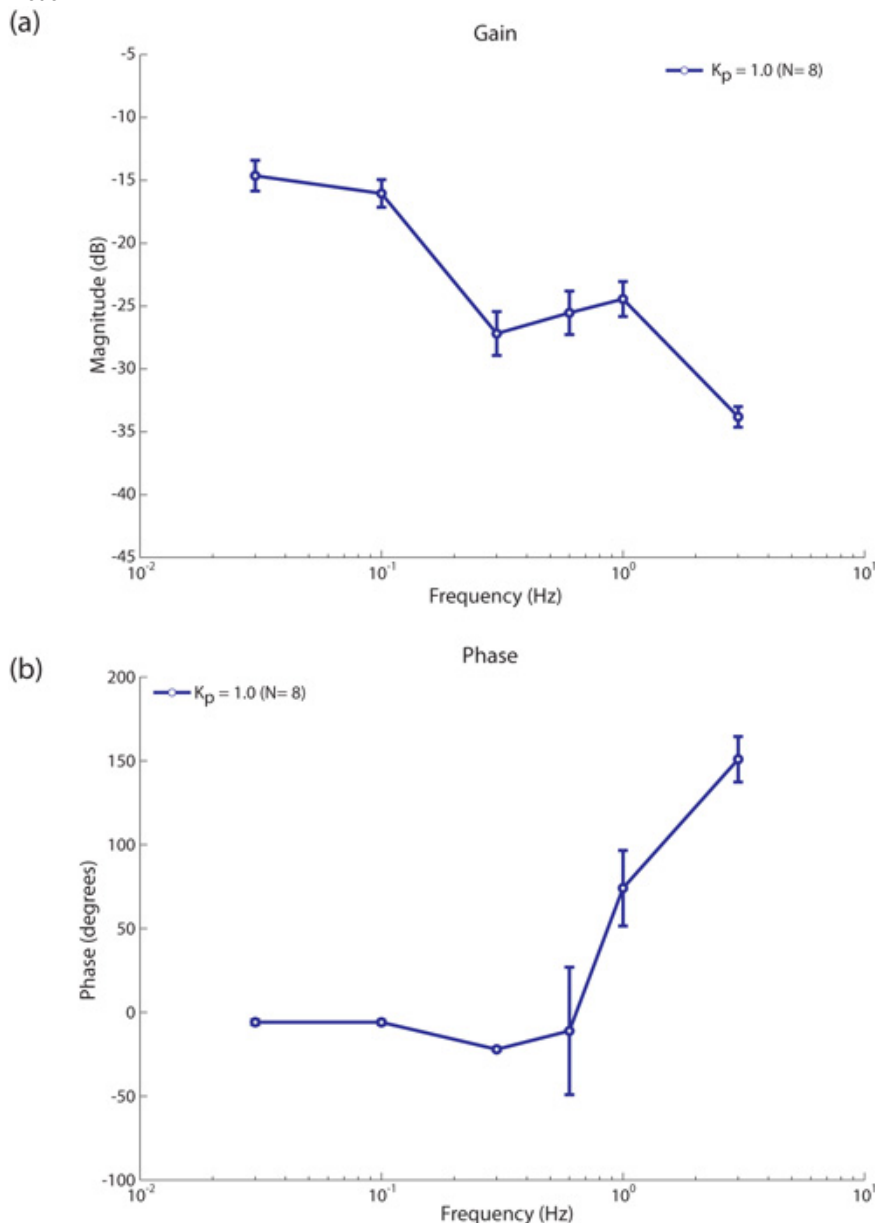 (a)
Gain
-5
-10
-15
-20
-25
-30
-35
-40
-45
Magnitude (dB)
Kp = 1.0 (N= 8)
10-2
10-1
100
101
Frequency (Hz)
(b)
Phase
200
150
100
50
0
-50
-100
Phase (degrees)
Kp = 1.0 (N= 8)
10-2
10-1
100
101
Frequency (Hz)